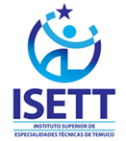 ISETT
INSTITUTO SUPERIOR DE
ESPECIALIDADES TÉCNICAS DE TEMUCO